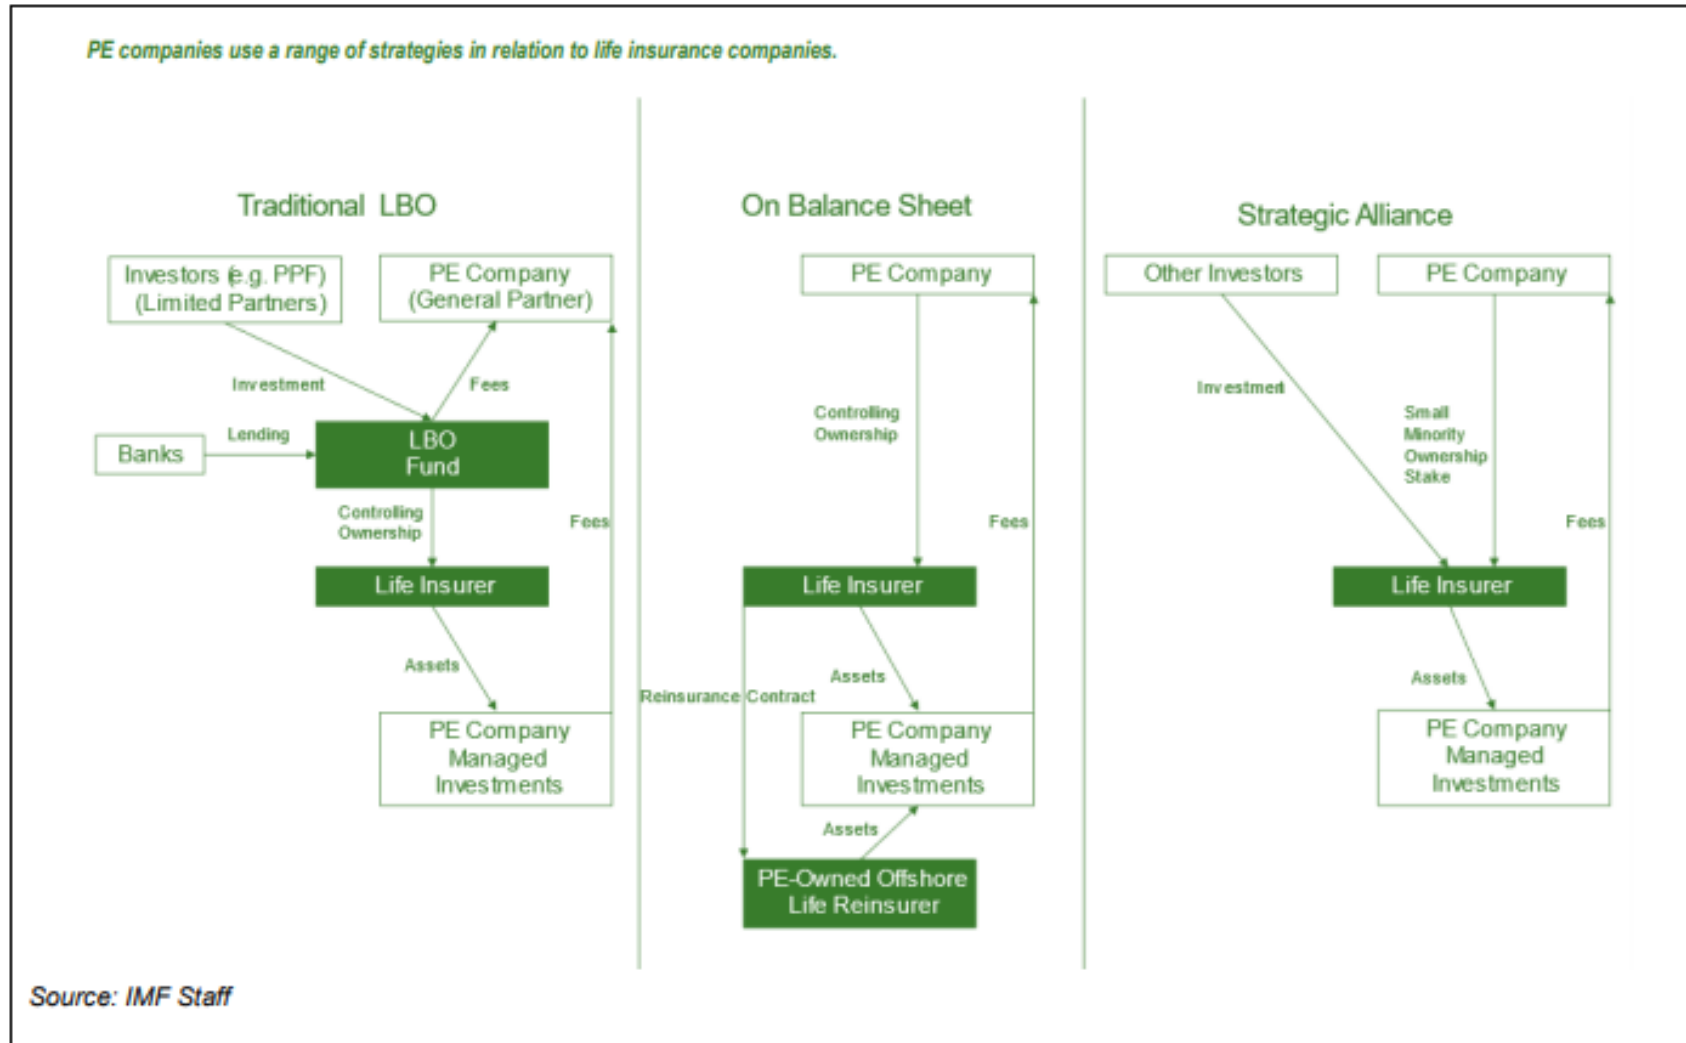 PE companies use a range of strategies in relation to life insurance companies.
Traditional LBO
Investors (e.g. PPF)
(Limited Partners)
PE Company
(General Partner)
Investment
Fees
Banks
Lending
LBO
Fund
Controlling
Ownership
Fees
Life Insurer
Assets
PE Company
Managed
Investments
On Balance Sheet
PE Company
Controlling
Ownership
Fees
Life Insurer
Assets
Reinsurance Contract
PE Company
Managed
Investments
Assets
PE-Owned Offshore
Life Reinsurer
Strategic Alliance
Other Investors
PE Company
Investment
Small
Minority
Ownership
Stake
Fees
Life Insurer
Assets
PE Company
Managed
Investments
Source: IMF Staff